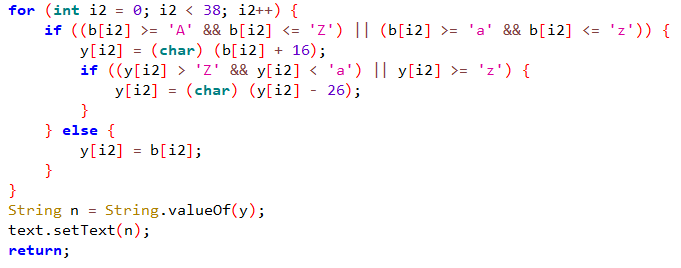 for (int i2 = 0; i2 < 38; i2++) {
if ((b[i2] >= 'A' && b[i2] <= 'Z') || (b[i2] >= 'a' && b[i2] <= 'z')) {
y[i2] = (char) (b[i2] + 16);
if ((y[i2] > 'Z' && y[i2] < 'a') || y[i2] >= 'z') {
y[i2] = (char) (y[i2] - 26);
}
} else {
y[i2] = b[i2];
}
}
String n = String.valueOf(y);
text.setText(n);
return;